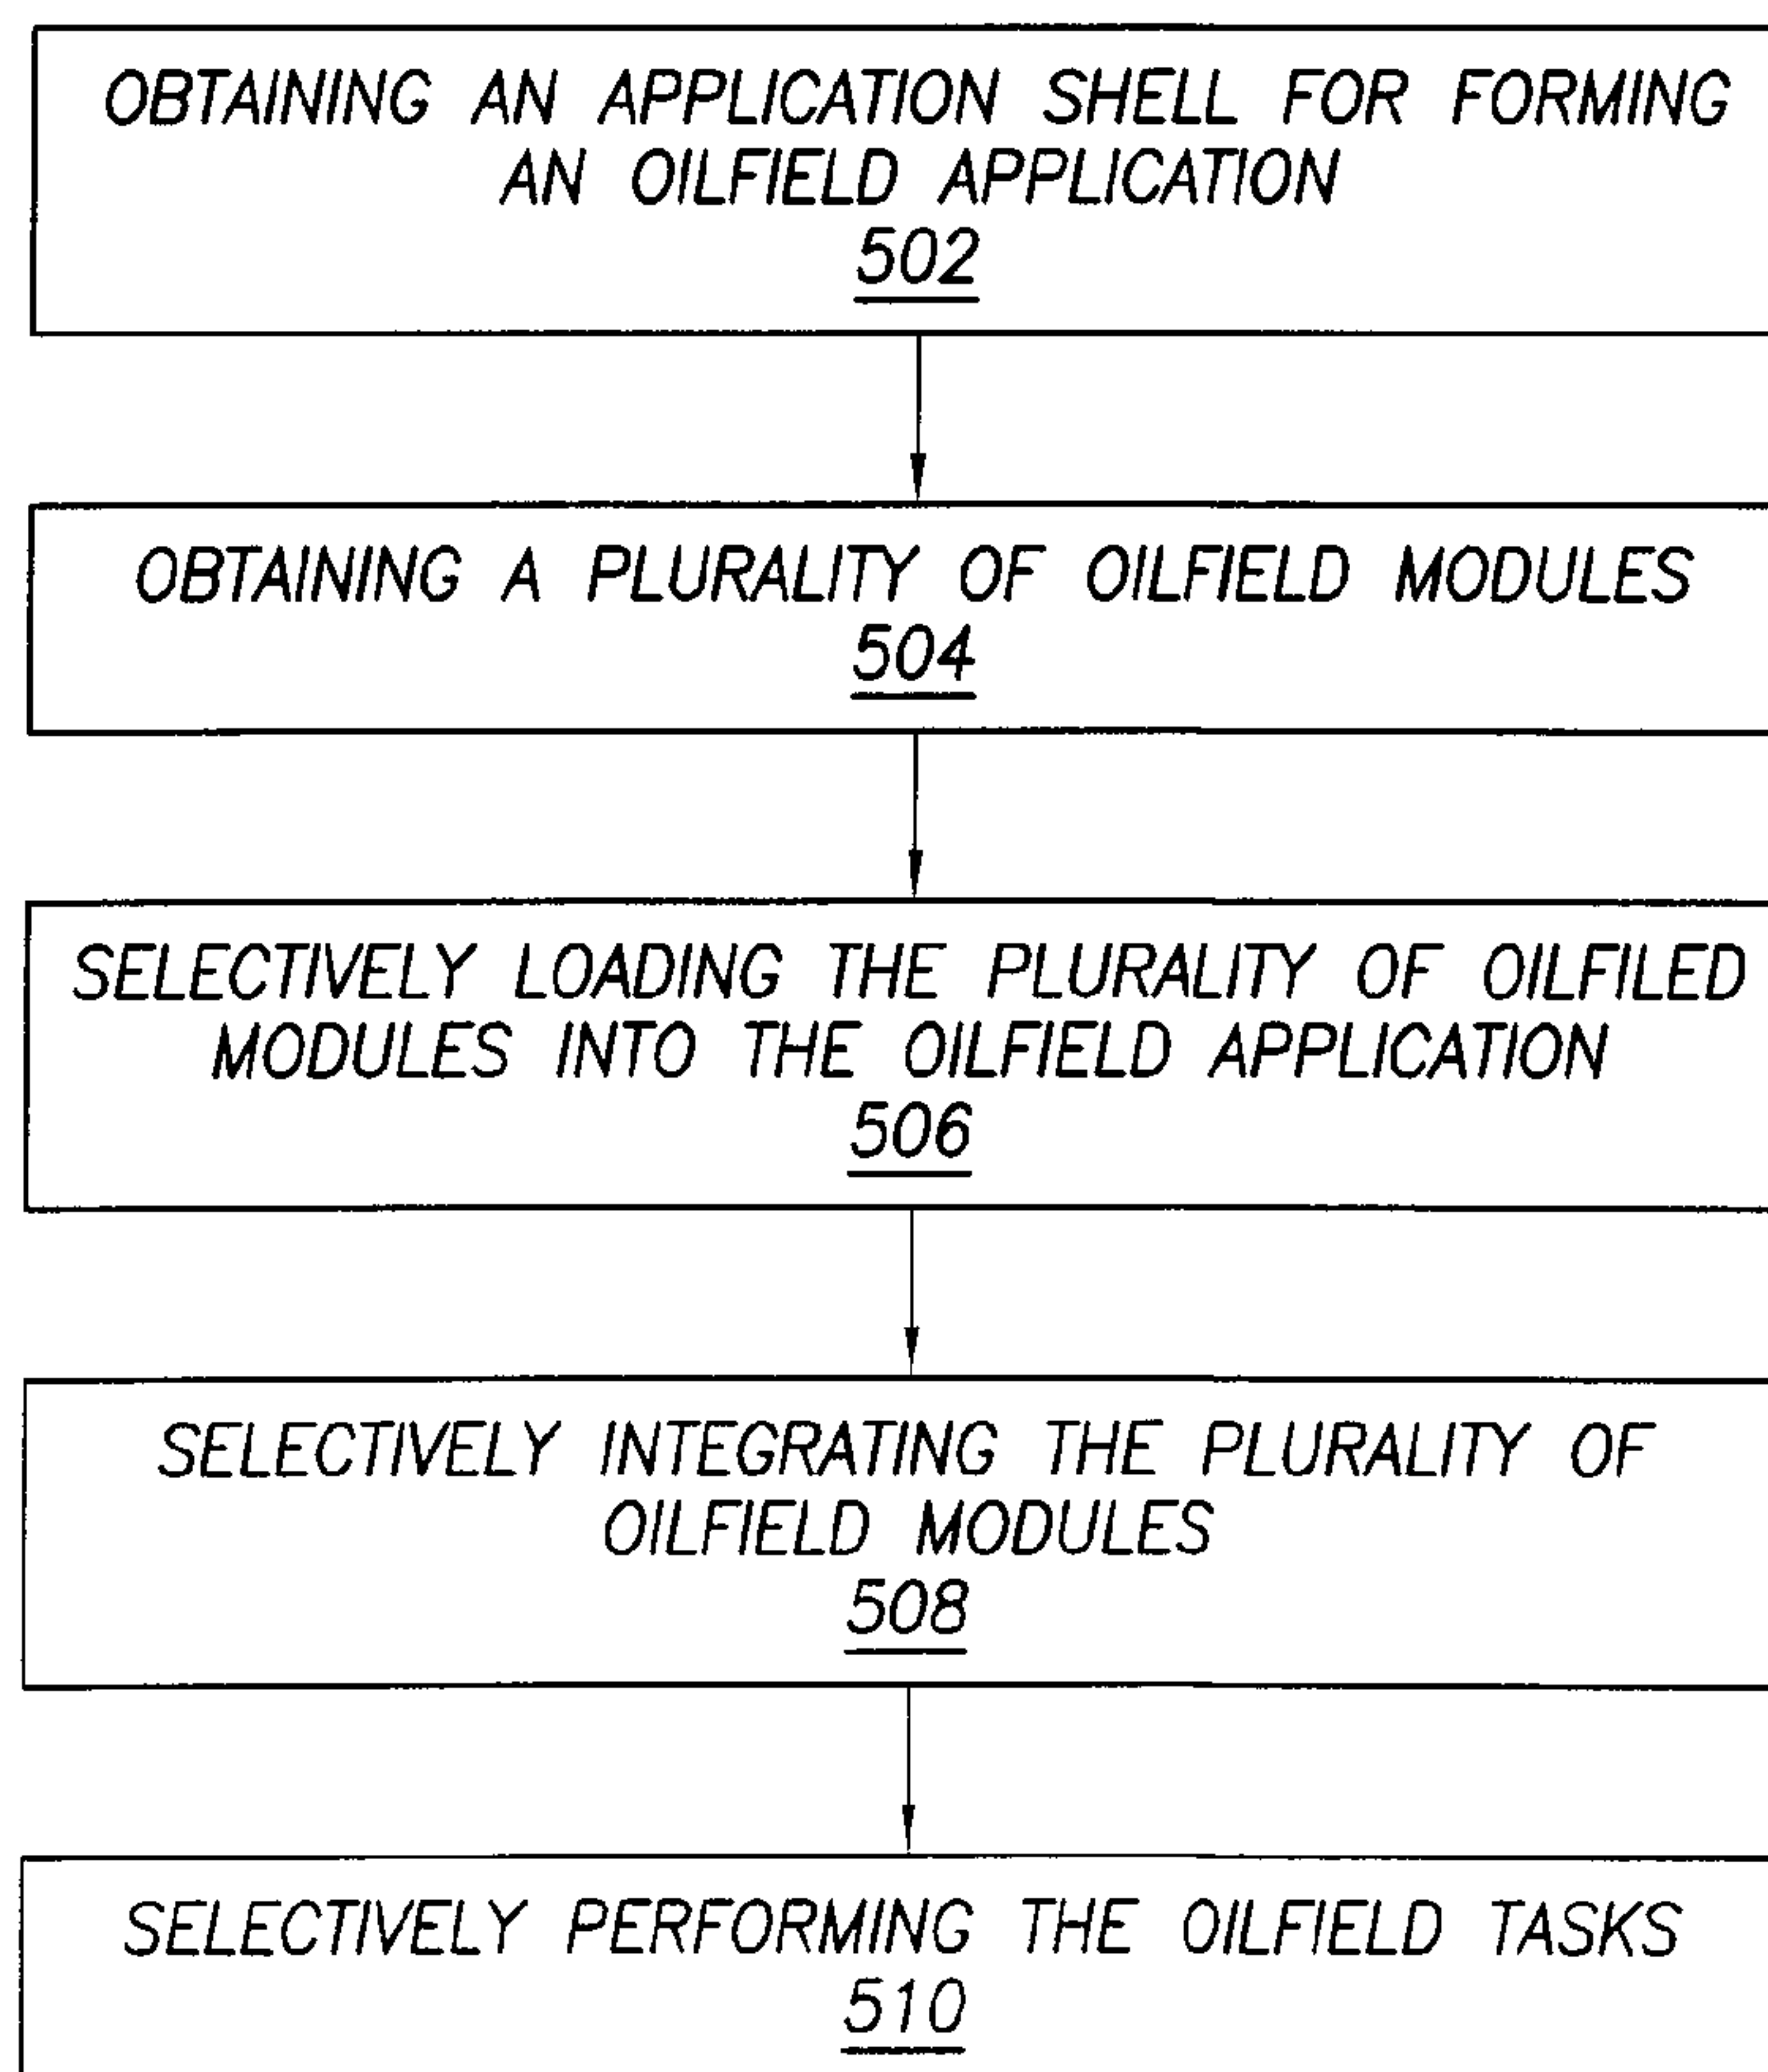 OBTAINING AN APPLICATION SHELL FOR FORMING
AN OILFIELD APPLICATION
502
OBTAINING A PLURALITY OF OILFIELD MODULES
504
SELECTIVELY LOADING THE PLURALITY OF OILFILED
MODULES INTO THE OILFIELD APPLICATION
506
SELECTIVELY INTEGRATING THE PLURALITY OF
OILFIELD MODULES
508
SELECTIVELY PERFORMING THE OILFIELD TASKS
510